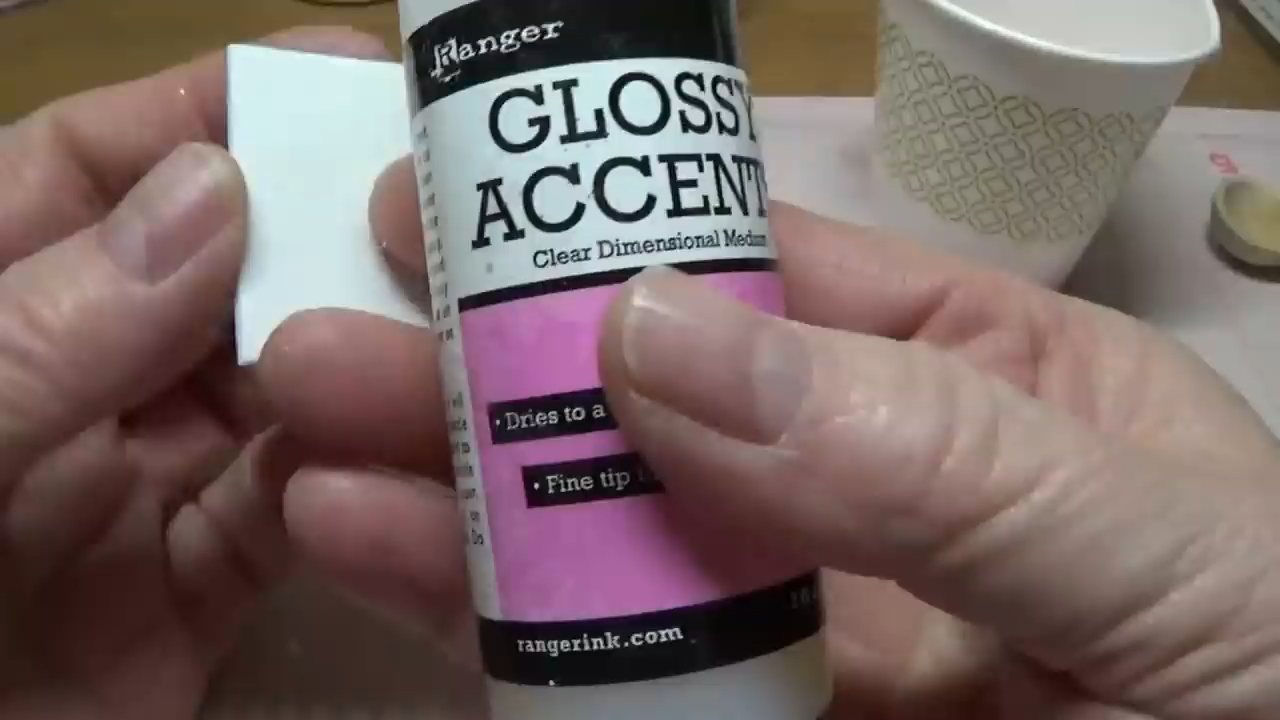 Ranger
GLOSSY
ACCENT
Clear Dimensional Medium
• Dries to a
• Fine tip
rangerink.com